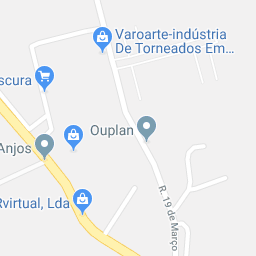 Varoarte-indústria
De Torneados Em…
scura
Ouplan
Anjos
Rvirtual, Lda
R. 19 de Março